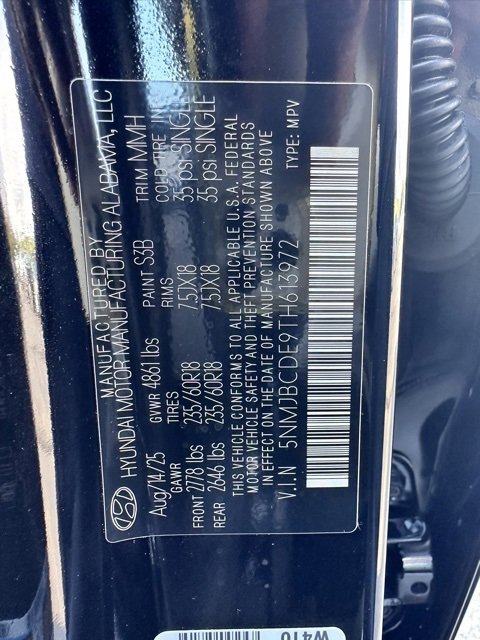 MANUFACTURED BY
HYUNDAI MOTOR MANUFACTURING ALABAMA, LLC
Aug/14/25 GVWR 4861 lbs PAINT S3B TRIM MMH
GAWR TIRES RIMS COLD TIRE INF
FRONT 2778 lbs 235/60R18 7.5JX18 35 psi SINGLE
REAR 2646 lbs 235/60R18 7.5JX18 35 psi SINGLE
THIS VEHICLE CONFORMS TO ALL APPLICABLE U.S.A. FEDERAL
MOTOR VEHICLE SAFETY, BUMPER, AND THEFT PREVENTION STANDARDS
IN EFFECT ON THE DATE OF MANUFACTURE SHOWN ABOVE
V.I.N 5NMJBCDE9TH613972 TYPE: MPV
W410